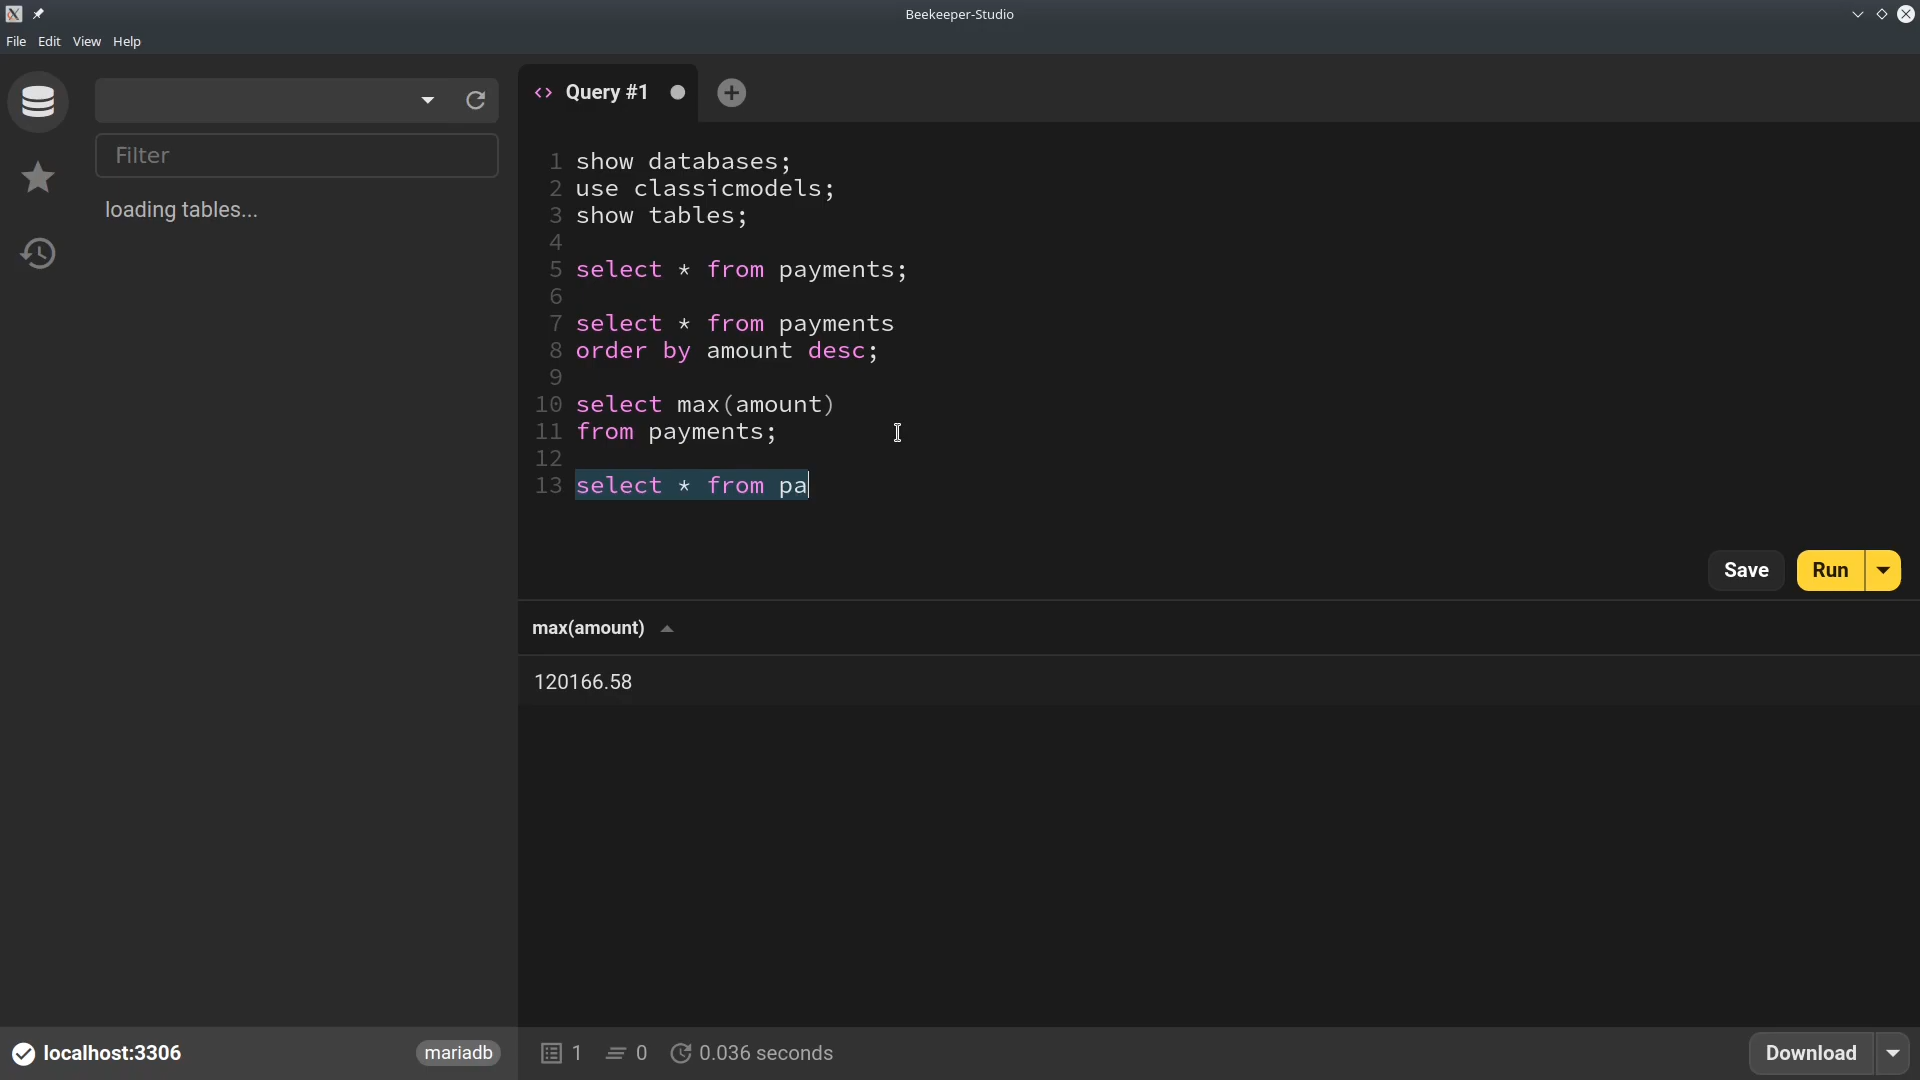 Beekeeper-Studio
File Edit View Help
Filter
loading tables...
Query #1
1 show databases;
2 use classicmodels;
3 show tables;
4
5 select * from payments;
6
7 select * from payments
8 order by amount desc;
9
10 select max(amount)
11 from payments;
12
13 select * from pa
Save Run
max(amount)
120166.58
localhost:3306 mariadb 1 0 0.036 seconds Download